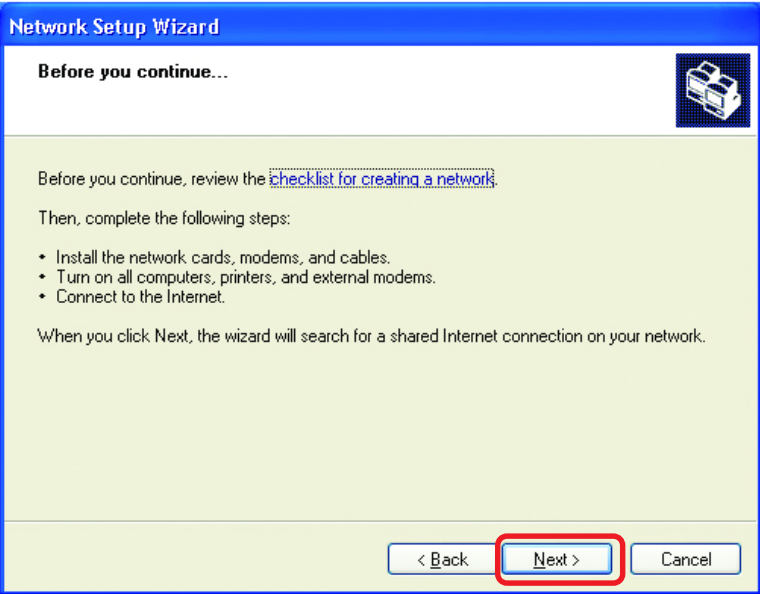 Network Setup Wizard
Before you continue...
Before you continue, review the checklist for creating a network.
Then, complete the following steps:
• Install the network cards, modems, and cables.
• Turn on all computers, printers, and external modems.
• Connect to the Internet.
When you click Next, the wizard will search for a shared Internet connection on your network.
< Back Next > Cancel